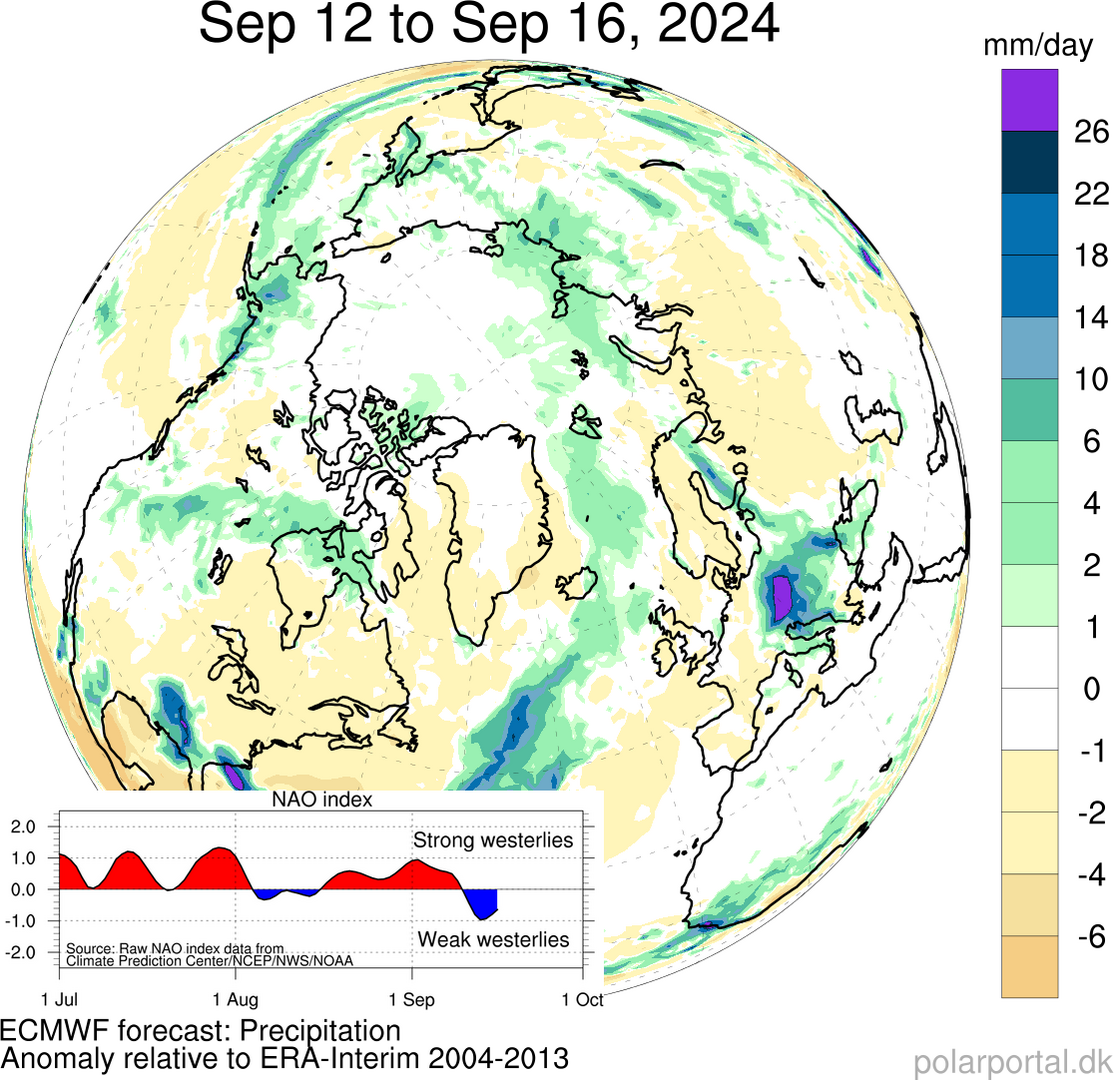 Sep 12 to Sep 16, 2024
mm/day
26
22
18
14
10
6
4
2
1
0
-1
-2
-4
-6
NAO index
2.0
1.0
0.0
-1.0
-2.0
Strong westerlies
Weak westerlies
Source: Raw NAO index data from
Climate Prediction Center/NCEP/NWS/NOAA
1 Jul 1 Aug 1 Sep 1 Oct
ECMWF forecast: Precipitation
Anomaly relative to ERA-Interim 2004-2013
polarportal.dk